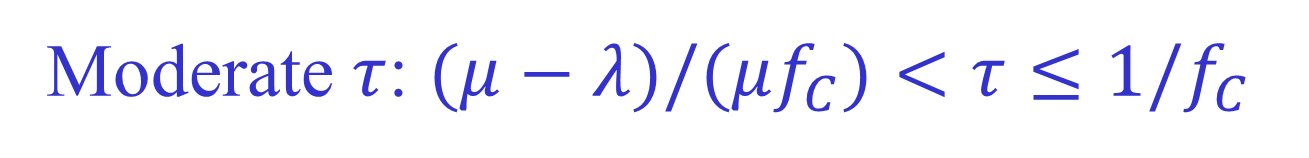 Moderate 𝜏: (𝜇 − 𝜆)/(𝜇𝑓_𝐶) < 𝜏 ≤ 1/𝑓_𝐶